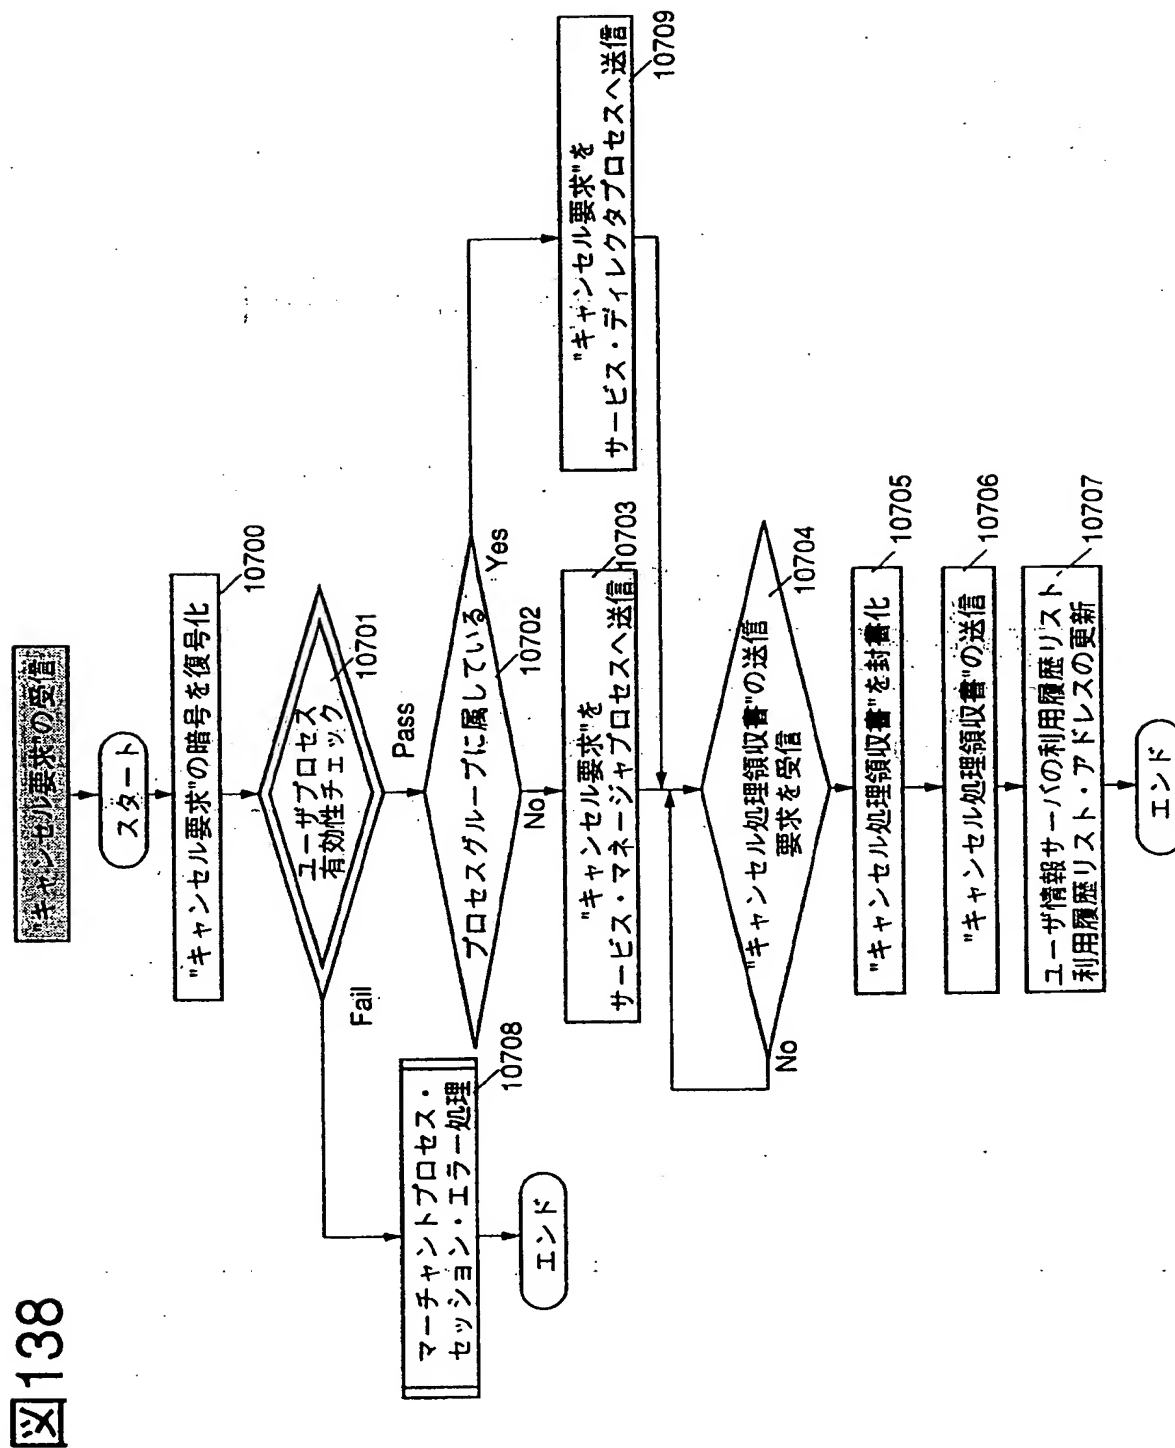 図138
"キャンセル要求"の受信
スタート
"キャンセル要求"の暗号を復号化
10700
ユーザプロセス
有効性チェック
10701
Fail
Pass
マーチャントプロセス・
セッション・エラー処理
10708
エンド
プロセスグループに属している
10702
Yes
No
"キャンセル要求"を
サービス・マネージャプロセスへ送信
10703
"キャンセル要求"を
サービス・ディレクタプロセスへ送信
10709
"キャンセル処理領収書"の送信
要求を受信
10704
No
"キャンセル処理領収書"を封書化
10705
"キャンセル処理領収書"の送信
10706
ユーザ情報サーバの利用履歴リスト
利用履歴リスト・アドレスの更新
10707
エンド